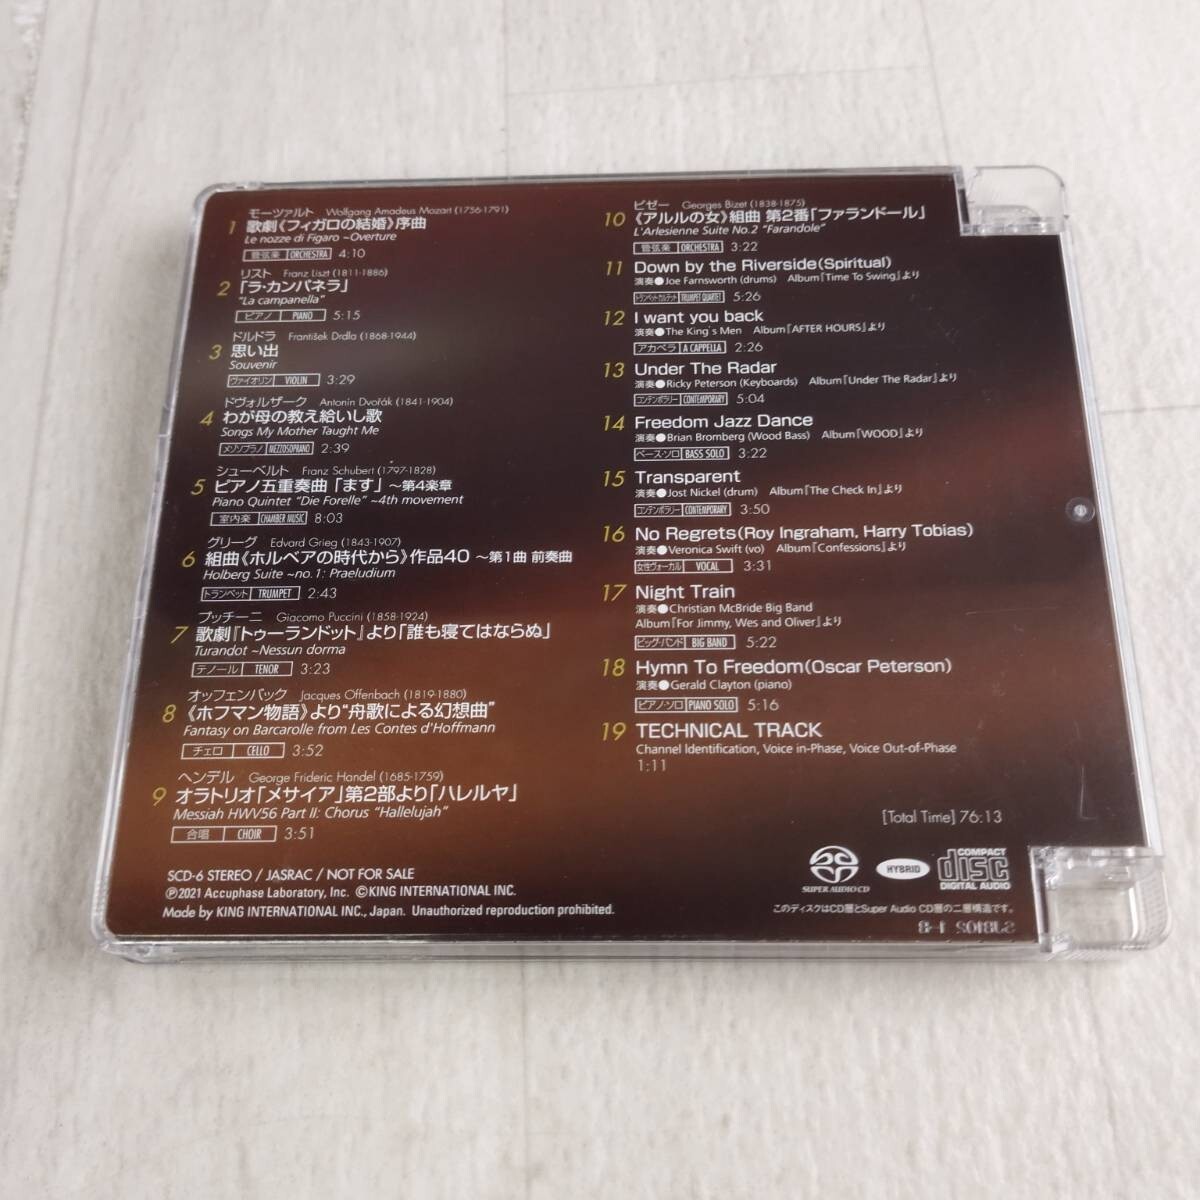 モーツァルト Wolfgang Amadeus Mozart (1756-1791)
1 歌劇《フィガロの結婚》序曲
Le nozze di Figaro ~Overture
管弦楽 ORCHESTRA 4:10
リスト Franz Liszt (1811-1886)
2 「ラ・カンパネラ」
"La campanella"
ピアノ PIANO 5:15
ドルドラ František Drdla (1868-1944)
3 思い出
Souvenir
ヴァイオリン VIOLIN 3:29
ドヴォルザーク Antonín Dvořák (1841-1904)
4 わが母の教え給いし歌
Songs My Mother Taught Me
メゾソプラノ MEZZOSOPRANO 2:39
シューベルト Franz Schubert (1797-1828)
5 ピアノ五重奏曲「ます」~第4楽章
Piano Quintet "Die Forelle" ~4th movement
室内楽 CHAMBER MUSIC 8:03
グリーグ Edvard Grieg (1843-1907)
6 組曲《ホルベアの時代から》作品40 ~第1曲 前奏曲
Holberg Suite ~no.1: Praeludium
トランペット TRUMPET 2:43
プッチーニ Giacomo Puccini (1858-1924)
7 歌劇『トゥーランドット』より「誰も寝てはならぬ」
Turandot ~Nessun dorma
テノール TENOR 3:23
オッフェンバック Jacques Offenbach (1819-1880)
8 《ホフマン物語》より“舟歌による幻想曲”
Fantasy on Barcarolle from Les Contes d'Hoffmann
チェロ CELLO 3:52
ヘンデル George Frideric Handel (1685-1759)
9 オラトリオ「メサイア」第2部より「ハレルヤ」
Messiah HWV56 Part II: Chorus "Hallelujah"
合唱 CHOIR 3:51
SCD-6 STEREO / JASRAC / NOT FOR SALE
Ⓟ2021 Accuphase Laboratory, Inc. ©KING INTERNATIONAL INC.
Made by KING INTERNATIONAL INC., Japan. Unauthorized reproduction prohibited.
ビゼー Georges Bizet (1838-1875)
10 《アルルの女》組曲 第2番「ファランドール」
L'Arlesienne Suite No.2 "Farandole"
管弦楽 ORCHESTRA 3:22
11 Down by the Riverside(Spiritual)
演奏●Joe Farnsworth (drums) Album『Time To Swing』より
トランペットカルテット TRUMPET QUARTET 5:26
12 I want you back
演奏●The King's Men Album『AFTER HOURS』より
アカペラ A CAPPELLA 2:26
13 Under The Radar
演奏●Ricky Peterson (Keyboards) Album『Under The Radar』より
コンテンポラリー CONTEMPORARY 5:04
14 Freedom Jazz Dance
演奏●Brian Bromberg (Wood Bass) Album『WOOD』より
ベース・ソロ BASS SOLO 3:22
15 Transparent
演奏●Jost Nickel (drum) Album『The Check In』より
コンテンポラリー CONTEMPORARY 3:50
16 No Regrets(Roy Ingraham, Harry Tobias)
演奏●Veronica Swift (vo) Album『Confessions』より
女性ヴォーカル VOCAL 3:31
17 Night Train
演奏●Christian McBride Big Band
Album『For Jimmy, Wes and Oliver』より
ビッグ・バンド BIG BAND 5:22
18 Hymn To Freedom(Oscar Peterson)
演奏●Gerald Clayton (piano)
ピアノ・ソロ PIANO SOLO 5:16
19 TECHNICAL TRACK
Channel Identification, Voice in-Phase, Voice Out-of-Phase
1:11
[Total Time] 76:13
SUPER AUDIO CD HYBRID COMPACT disc DIGITAL AUDIO
このディスクはCD層とSuper Audio CD層の二層構造です。